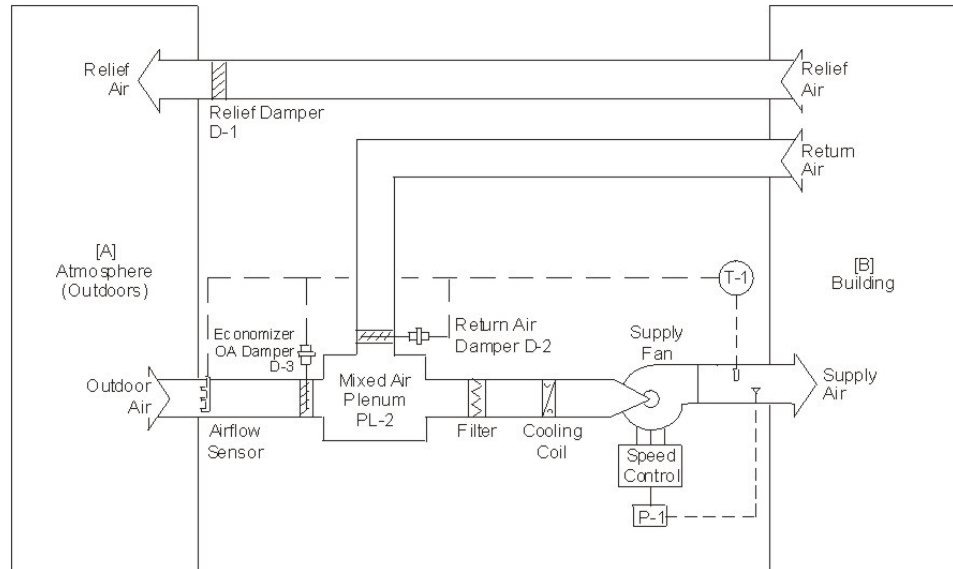 Relief
Air
Relief Damper
D-1
Relief
Air
Return
Air
[A]
Atmosphere
(Outdoors)
T-1
[B]
Building
Economizer
OA Damper
D-3
Return Air
Damper D-2
Supply
Fan
Outdoor
Air
Mixed Air
Plenum
PL-2
Supply
Air
Airflow
Sensor
Filter
Cooling
Coil
Speed
Control
P-1